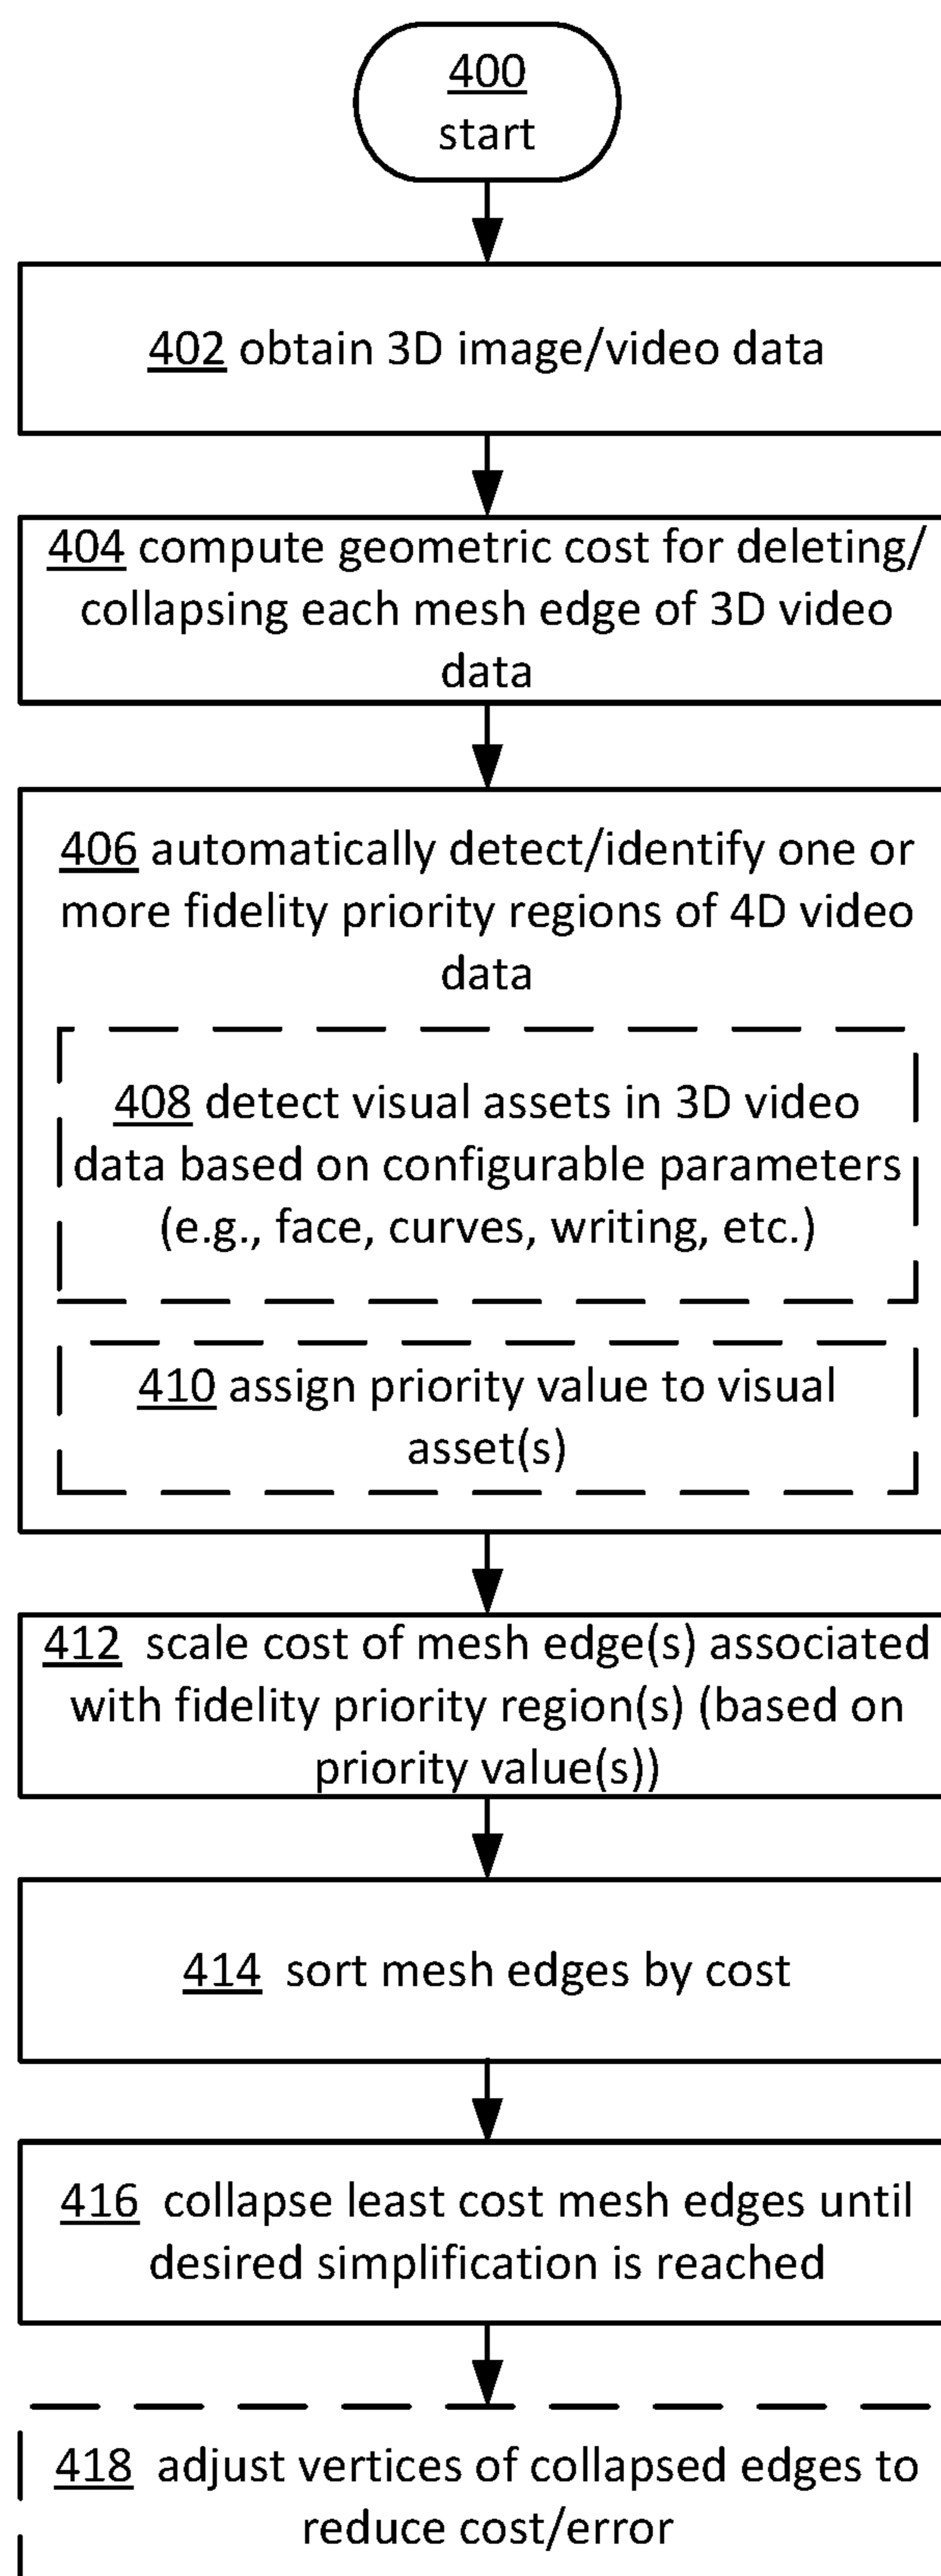 400
start
402 obtain 3D image/video data
404 compute geometric cost for deleting/
collapsing each mesh edge of 3D video
data
406 automatically detect/identify one or
more fidelity priority regions of 4D video
data
408 detect visual assets in 3D video
data based on configurable parameters
(e.g., face, curves, writing, etc.)
410 assign priority value to visual
asset(s)
412 scale cost of mesh edge(s) associated
with fidelity priority region(s) (based on
priority value(s))
414 sort mesh edges by cost
416 collapse least cost mesh edges until
desired simplification is reached
418 adjust vertices of collapsed edges to
reduce cost/error